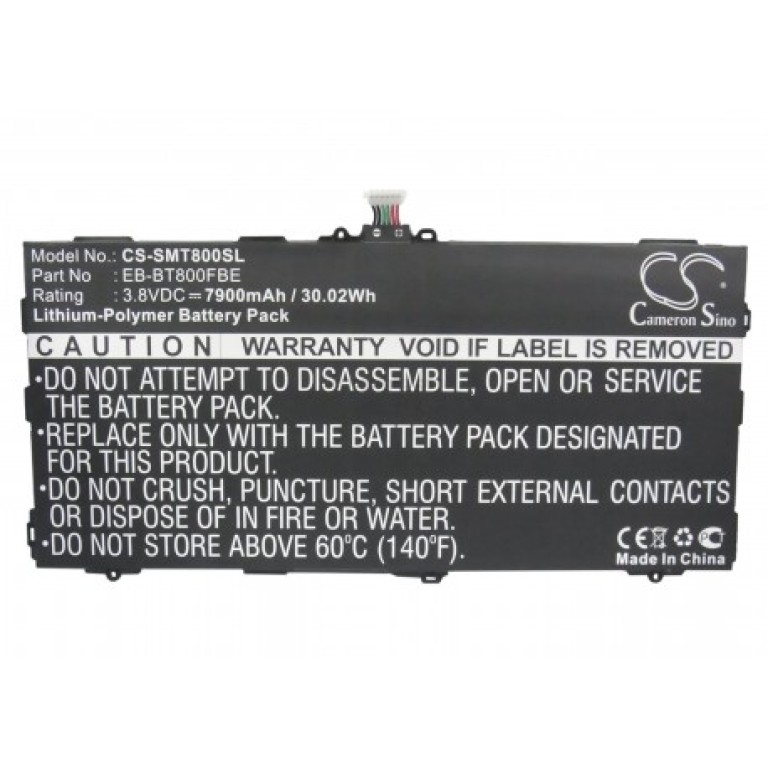 Model No.: CS-SMT800SL
Part No : EB-BT800FBE
Rating : 3.8VDC⎓7900mAh / 30.02Wh
Lithium-Polymer Battery Pack
CS
Cameron Sino
CAUTION WARRANTY VOID IF LABEL IS REMOVED
•DO NOT ATTEMPT TO DISASSEMBLE, OPEN OR SERVICE
THE BATTERY PACK.
•REPLACE ONLY WITH THE BATTERY PACK DESIGNATED
FOR THIS PRODUCT.
•DO NOT CRUSH, PUNCTURE, SHORT EXTERNAL CONTACTS
OR DISPOSE OF IN FIRE OR WATER.
•DO NOT STORE ABOVE 60°C (140°F).
CE
Made In China